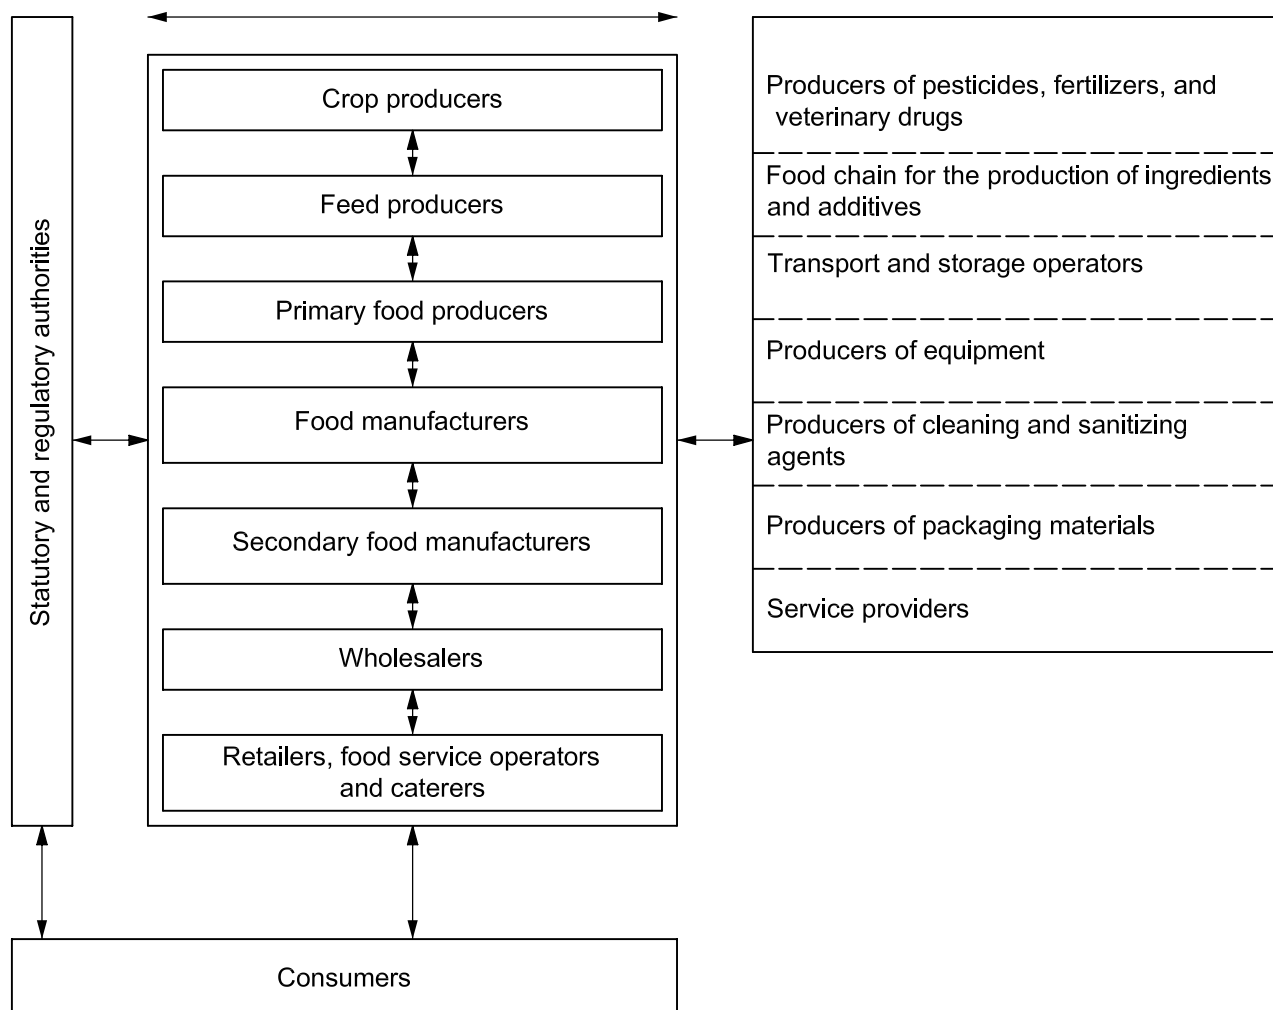 Statutory and regulatory authorities
Crop producers
Feed producers
Primary food producers
Food manufacturers
Secondary food manufacturers
Wholesalers
Retailers, food service operators
and caterers
Producers of pesticides, fertilizers, and
veterinary drugs
Food chain for the production of ingredients
and additives
Transport and storage operators
Producers of equipment
Producers of cleaning and sanitizing
agents
Producers of packaging materials
Service providers
Consumers